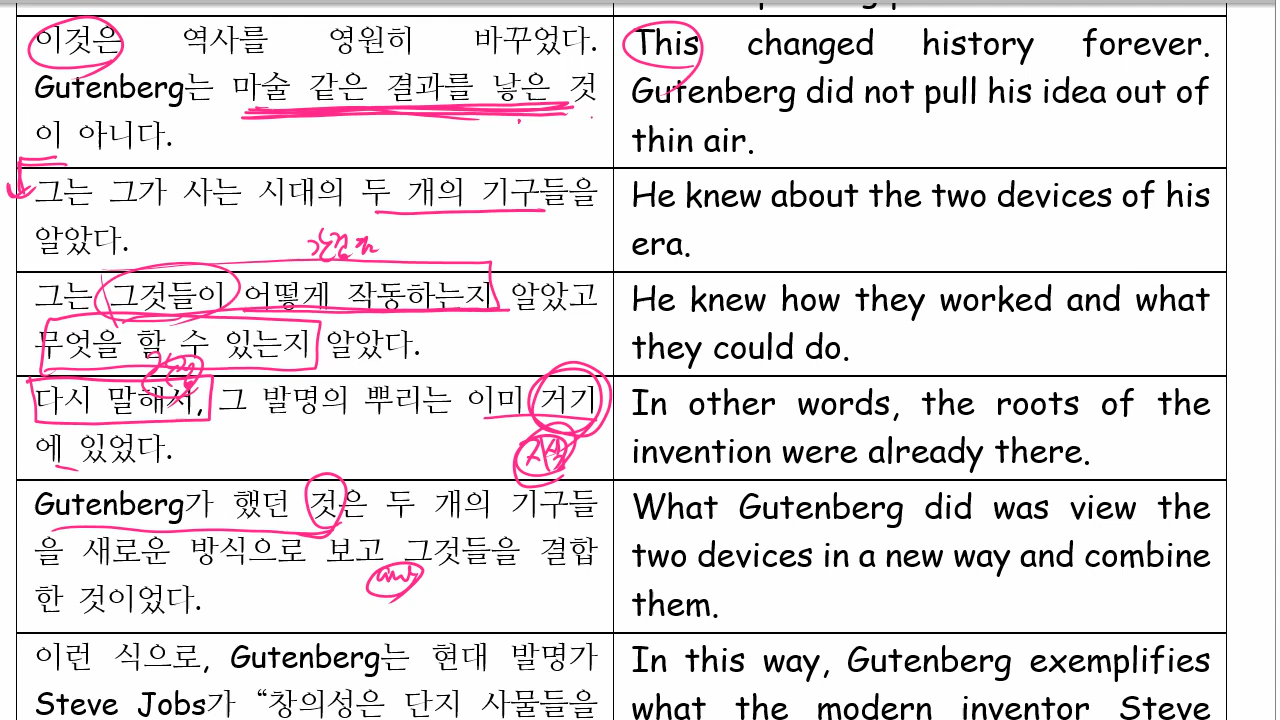 이것은 역사를 영원히 바꾸었다.
Gutenberg는 마술 같은 결과를 낳은 것
이 아니다.
This changed history forever.
Gutenberg did not pull his idea out of
thin air.
그는 그가 사는 시대의 두 개의 기구들을
알았다.
He knew about the two devices of his
era.
그는 그것들이 어떻게 작동하는지 알았고
무엇을 할 수 있는지 알았다.
He knew how they worked and what
they could do.
다시 말해서, 그 발명의 뿌리는 이미 거기
에 있었다.
In other words, the roots of the
invention were already there.
Gutenberg가 했던 것은 두 개의 기구들
을 새로운 방식으로 보고 그것들을 결합
한 것이었다.
and
What Gutenberg did was view the
two devices in a new way and combine
them.
이런 식으로, Gutenberg는 현대 발명가
Steve Jobs가 “창의성은 단지 사물들을
In this way, Gutenberg exemplifies
what the modern inventor Steve